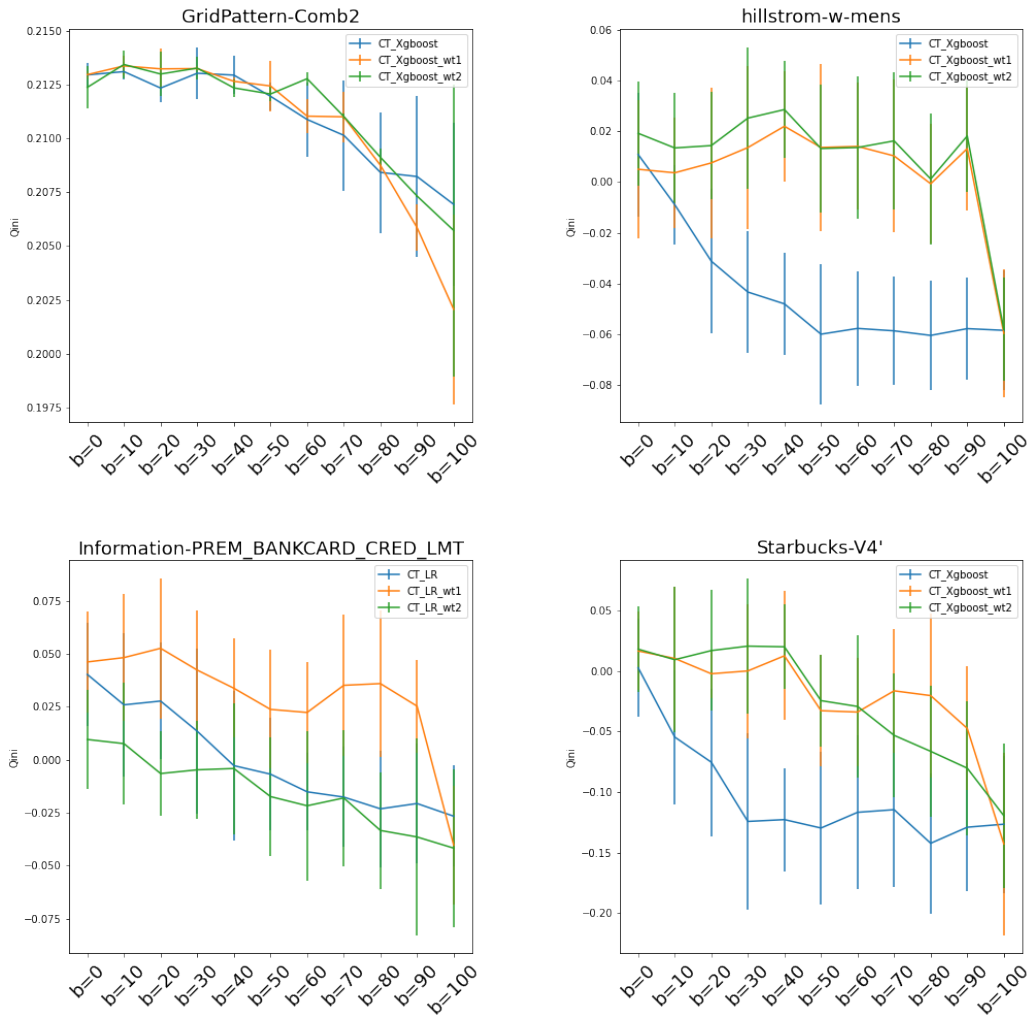 GridPattern-Comb2
CT_Xgboost
CT_Xgboost_wt1
CT_Xgboost_wt2
Qini
0.2150
0.2125
0.2100
0.2075
0.2050
0.2025
0.2000
0.1975
b=0
b=10
b=20
b=30
b=40
b=50
b=60
b=70
b=80
b=90
b=100
hillstrom-w-mens
CT_Xgboost
CT_Xgboost_wt1
CT_Xgboost_wt2
Qini
0.06
0.04
0.02
0.00
−0.02
−0.04
−0.06
−0.08
b=0
b=10
b=20
b=30
b=40
b=50
b=60
b=70
b=80
b=90
b=100
Information-PREM_BANKCARD_CRED_LMT
CT_LR
CT_LR_wt1
CT_LR_wt2
Qini
0.075
0.050
0.025
0.000
−0.025
−0.050
−0.075
b=0
b=10
b=20
b=30
b=40
b=50
b=60
b=70
b=80
b=90
b=100
Starbucks-V4'
CT_Xgboost
CT_Xgboost_wt1
CT_Xgboost_wt2
Qini
0.05
0.00
−0.05
−0.10
−0.15
−0.20
b=0
b=10
b=20
b=30
b=40
b=50
b=60
b=70
b=80
b=90
b=100